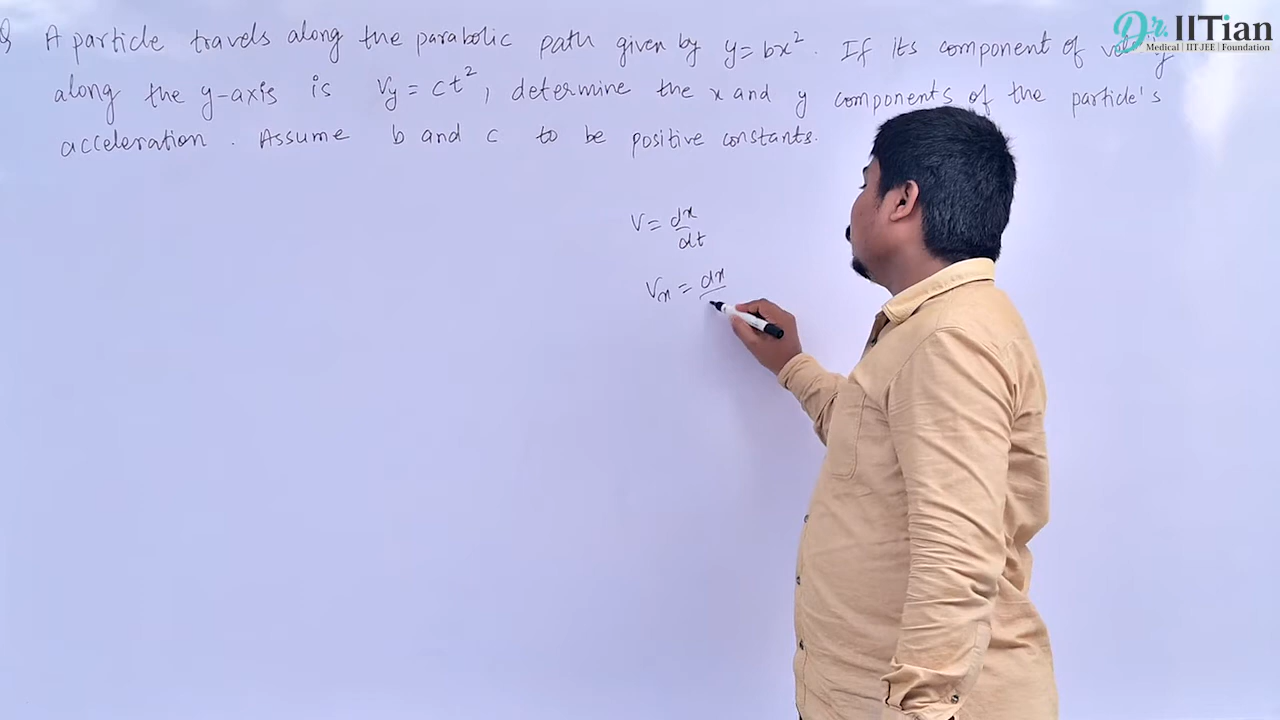 Q A particle travels along the parabolic path given by y = bx². If its component of velocity
along the y-axis is Vy = ct², determine the x and y components of the particle's
acceleration. Assume b and c to be positive constants.
V = dx/dt
Vx = dx
Dr. IITian
Medical | IIT JEE | Foundation